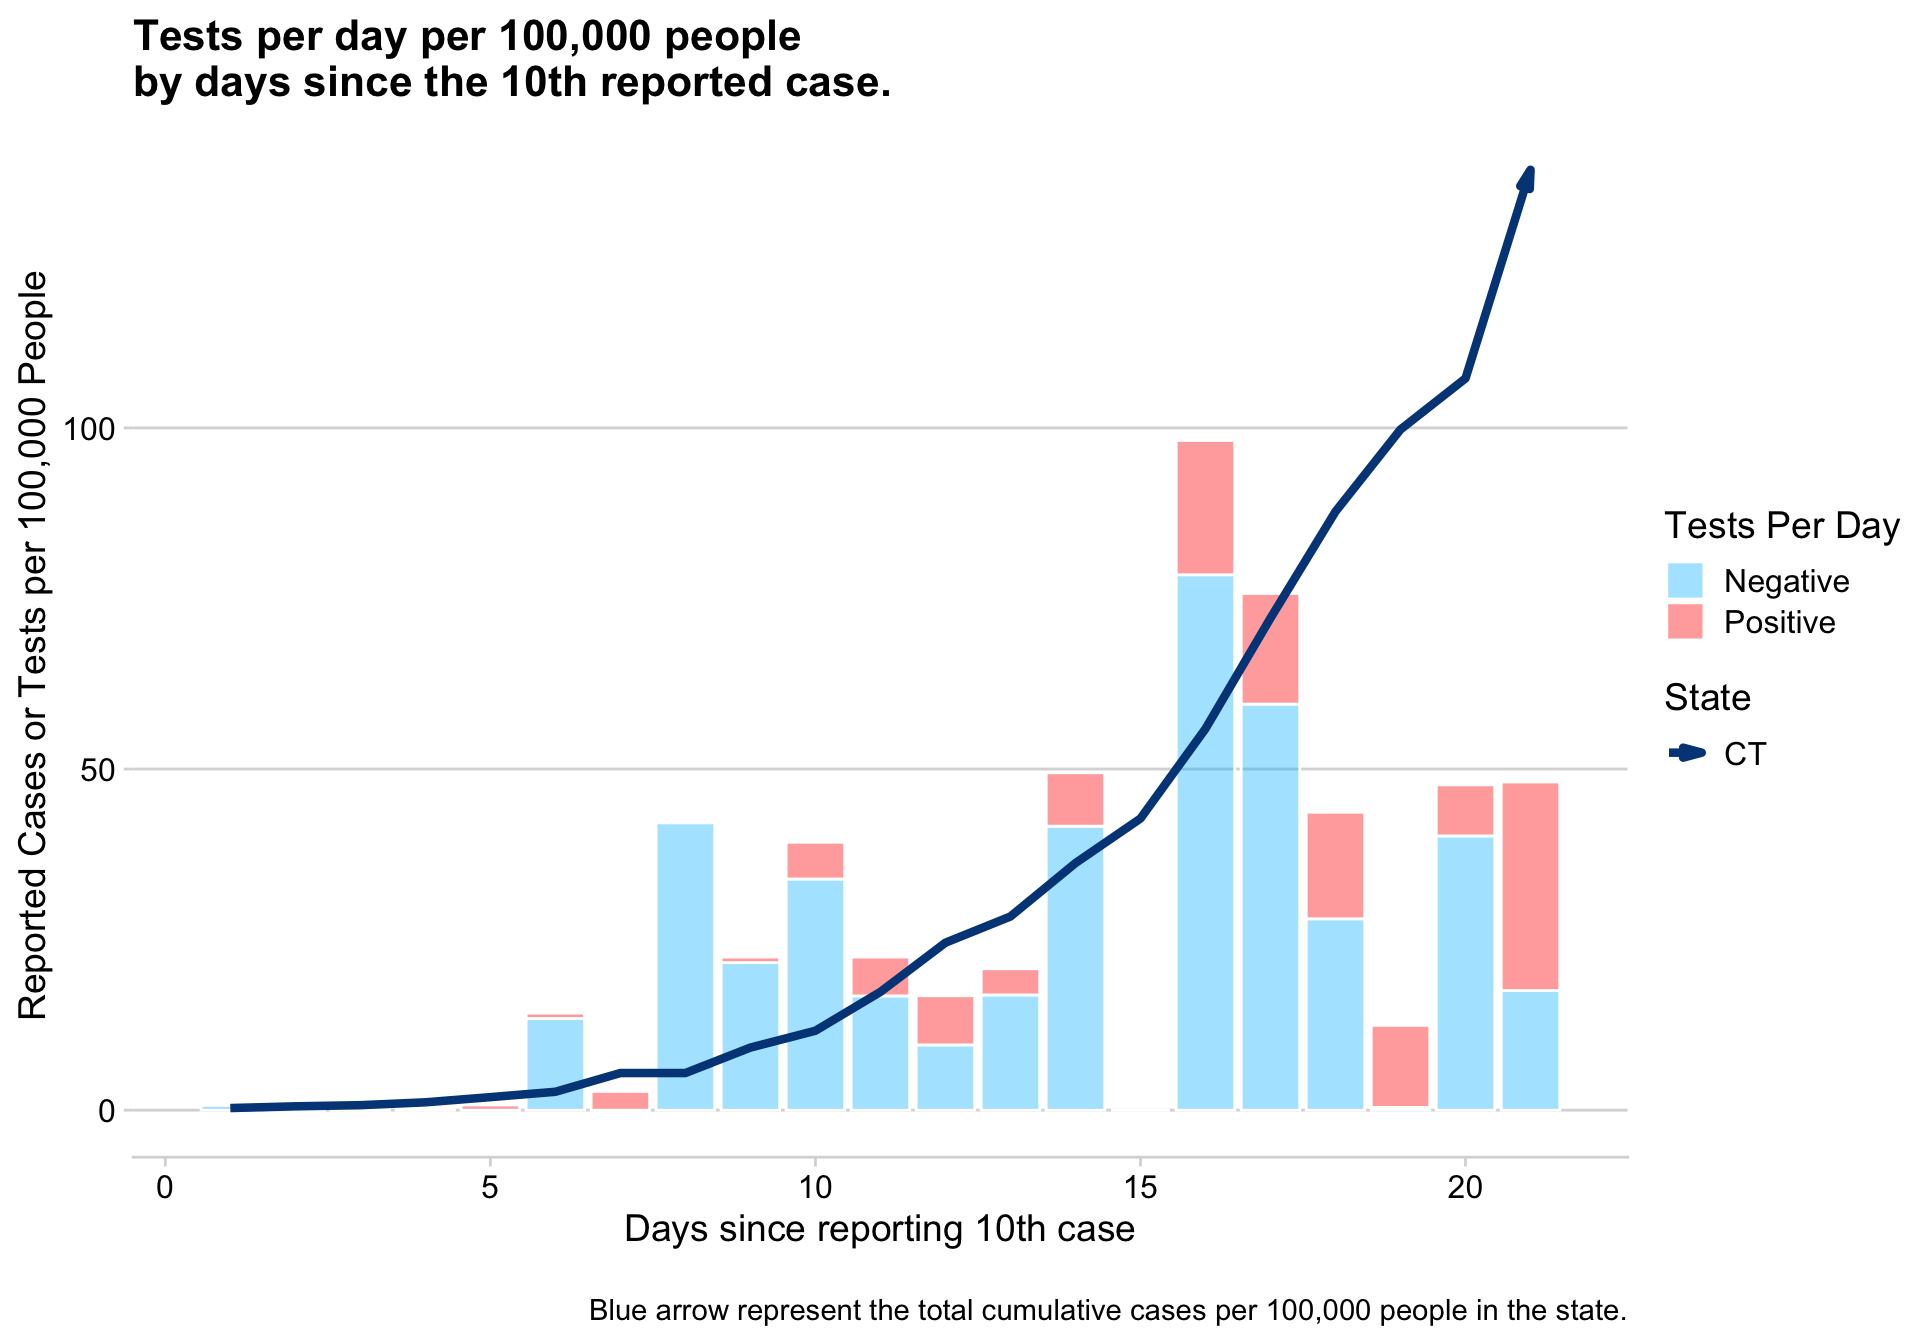 Tests per day per 100,000 people
by days since the 10th reported case.
Reported Cases or Tests per 100,000 People
100
50
0
0
5
10
15
20
Days since reporting 10th case
Tests Per Day
Negative
Positive
State
CT
Blue arrow represent the total cumulative cases per 100,000 people in the state.